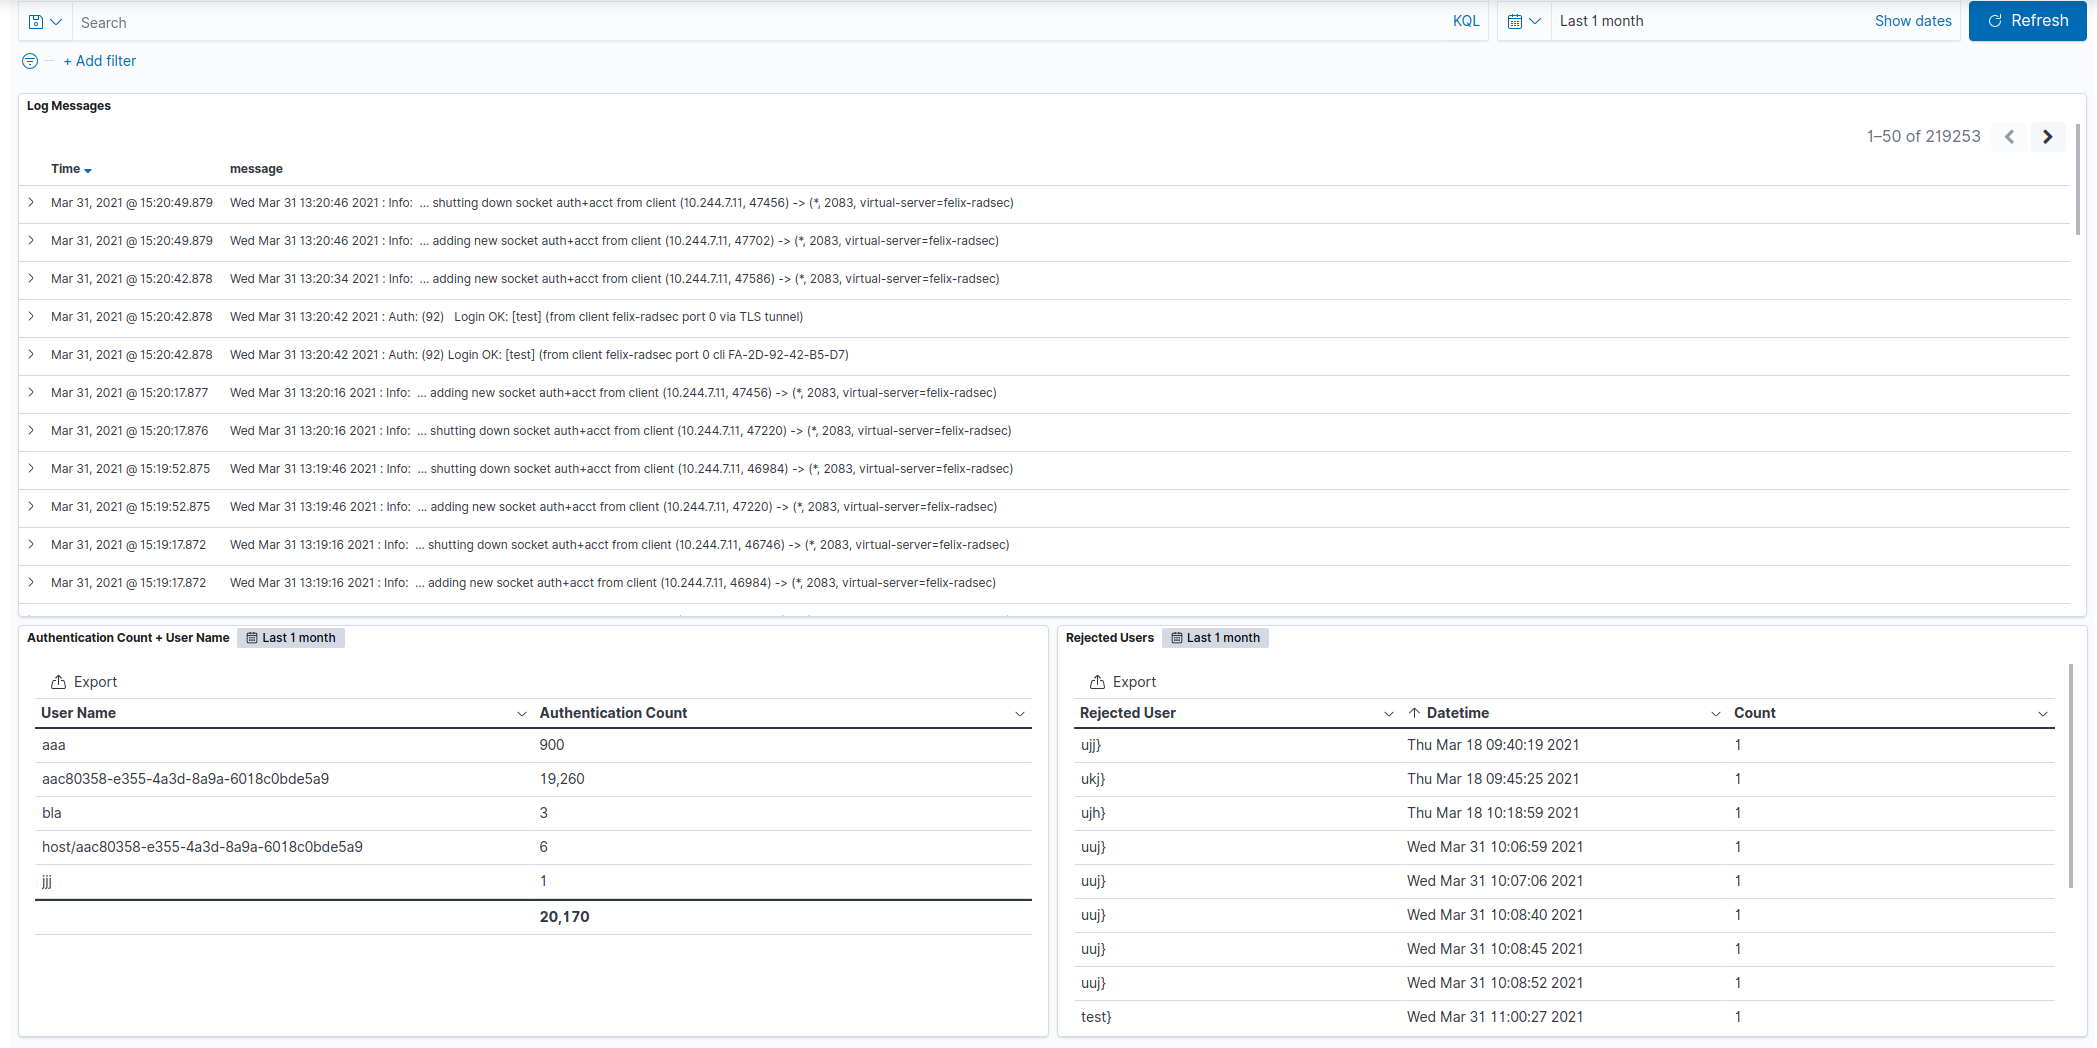 Search KQL Last 1 month Show dates Refresh
+ Add filter
Log Messages
1–50 of 219253
Time message
Mar 31, 2021 @ 15:20:49.879 Wed Mar 31 13:20:46 2021 : Info: ... shutting down socket auth+acct from client (10.244.7.11, 47456) -> (*, 2083, virtual-server=felix-radsec)
Mar 31, 2021 @ 15:20:49.879 Wed Mar 31 13:20:46 2021 : Info: ... adding new socket auth+acct from client (10.244.7.11, 47702) -> (*, 2083, virtual-server=felix-radsec)
Mar 31, 2021 @ 15:20:42.878 Wed Mar 31 13:20:34 2021 : Info: ... adding new socket auth+acct from client (10.244.7.11, 47586) -> (*, 2083, virtual-server=felix-radsec)
Mar 31, 2021 @ 15:20:42.878 Wed Mar 31 13:20:42 2021 : Auth: (92) Login OK: [test] (from client felix-radsec port 0 via TLS tunnel)
Mar 31, 2021 @ 15:20:42.878 Wed Mar 31 13:20:42 2021 : Auth: (92) Login OK: [test] (from client felix-radsec port 0 cli FA-2D-92-42-B5-D7)
Mar 31, 2021 @ 15:20:17.877 Wed Mar 31 13:20:16 2021 : Info: ... adding new socket auth+acct from client (10.244.7.11, 47456) -> (*, 2083, virtual-server=felix-radsec)
Mar 31, 2021 @ 15:20:17.876 Wed Mar 31 13:20:16 2021 : Info: ... shutting down socket auth+acct from client (10.244.7.11, 47220) -> (*, 2083, virtual-server=felix-radsec)
Mar 31, 2021 @ 15:19:52.875 Wed Mar 31 13:19:46 2021 : Info: ... shutting down socket auth+acct from client (10.244.7.11, 46984) -> (*, 2083, virtual-server=felix-radsec)
Mar 31, 2021 @ 15:19:52.875 Wed Mar 31 13:19:46 2021 : Info: ... adding new socket auth+acct from client (10.244.7.11, 47220) -> (*, 2083, virtual-server=felix-radsec)
Mar 31, 2021 @ 15:19:17.872 Wed Mar 31 13:19:16 2021 : Info: ... shutting down socket auth+acct from client (10.244.7.11, 46746) -> (*, 2083, virtual-server=felix-radsec)
Mar 31, 2021 @ 15:19:17.872 Wed Mar 31 13:19:16 2021 : Info: ... adding new socket auth+acct from client (10.244.7.11, 46984) -> (*, 2083, virtual-server=felix-radsec)
Authentication Count + User Name Last 1 month
Export
User Name Authentication Count
aaa 900
aac80358-e355-4a3d-8a9a-6018c0bde5a9 19,260
bla 3
host/aac80358-e355-4a3d-8a9a-6018c0bde5a9 6
jjj 1
20,170
Rejected Users Last 1 month
Export
Rejected User Datetime Count
ujj} Thu Mar 18 09:40:19 2021 1
ukj} Thu Mar 18 09:45:25 2021 1
ujh} Thu Mar 18 10:18:59 2021 1
uuj} Wed Mar 31 10:06:59 2021 1
uuj} Wed Mar 31 10:07:06 2021 1
uuj} Wed Mar 31 10:08:40 2021 1
uuj} Wed Mar 31 10:08:45 2021 1
uuj} Wed Mar 31 10:08:52 2021 1
test} Wed Mar 31 11:00:27 2021 1